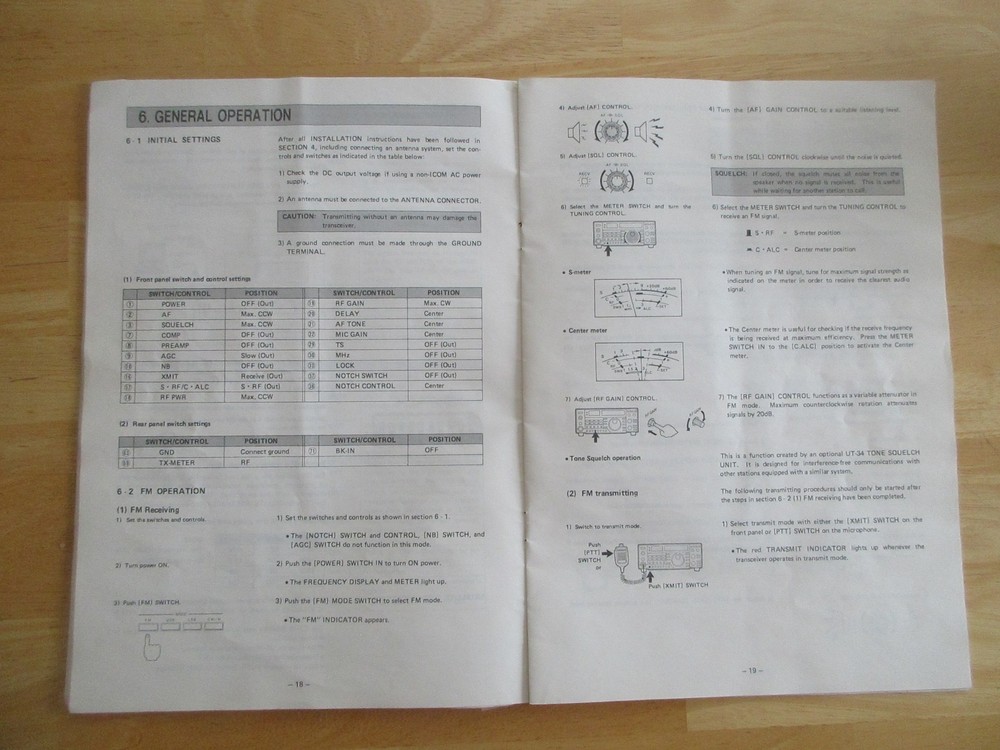 6. GENERAL OPERATION
6-1 INITIAL SETTINGS
After all INSTALLATION instructions have been followed in
SECTION 4, including connecting an antenna system, set the con-
trols and switches as indicated in the table below:
1) Check the DC output voltage if using a non-ICOM AC power
supply.
2) An antenna must be connected to the ANTENNA CONNECTOR.
CAUTION: Transmitting without an antenna may damage the
transceiver.
3) A ground connection must be made through the GROUND
TERMINAL.
(1) Front panel switch and control settings
SWITCH/CONTROL POSITION SWITCH/CONTROL POSITION
① POWER OFF (Out) RF GAIN Max. CW
AF Max. CCW DELAY Center
SQUELCH Max. CCW AF TONE Center
COMP OFF (Out) MIC GAIN Center
PREAMP OFF (Out) TS OFF (Out)
AGC Slow (Out) MHz OFF (Out)
NB OFF (Out) LOCK OFF (Out)
XMIT Receive (Out) NOTCH SWITCH OFF (Out)
S·RF/C·ALC S·RF (Out) NOTCH CONTROL Center
RF PWR Max. CCW
(2) Rear panel switch settings
SWITCH/CONTROL POSITION SWITCH/CONTROL POSITION
GND Connect ground BK-IN OFF
TX-METER RF
6-2 FM OPERATION
(1) FM Receiving
1) Set the switches and controls.
1) Set the switches and controls as shown in section 6-1.
• The [NOTCH] SWITCH and CONTROL, [NB] SWITCH, and
[AGC] SWITCH do not function in this mode.
2) Turn power ON.
2) Push the [POWER] SWITCH IN to turn ON power.
• The FREQUENCY DISPLAY and METER light up.
3) Push [FM] SWITCH.
3) Push the [FM] MODE SWITCH to select FM mode.
• The "FM" INDICATOR appears.
– 18 –
4) Adjust [AF] CONTROL.
4) Turn the [AF] GAIN CONTROL to a suitable listening level.
5) Adjust [SQL] CONTROL.
5) Turn the [SQL] CONTROL clockwise until the noise is quieted.
RECV
RECV
SQUELCH: If closed, the squelch mutes all noise from the
speaker when no signal is received. This is useful
while waiting for another station to call.
6) Select the METER SWITCH and turn the
TUNING CONTROL.
6) Select the METER SWITCH and turn the TUNING CONTROL to
receive an FM signal.
S·RF = S-meter position
C·ALC = Center meter position
• S-meter
• When tuning an FM signal, tune for maximum signal strength as
indicated on the meter in order to receive the clearest audio
signal.
• Center meter
• The Center meter is useful for checking if the receive frequency
is being received at maximum efficiency. Press the METER
SWITCH IN to the [C.ALC] position to activate the Center
meter.
7) Adjust [RF GAIN] CONTROL.
7) The [RF GAIN] CONTROL functions as a variable attenuator in
FM mode. Maximum counterclockwise rotation attenuates
signals by 20dB.
• Tone Squelch operation
This is a function created by an optional UT-34 TONE SQUELCH
UNIT. It is designed for interference-free communications with
other stations equipped with a similar system.
(2) FM transmitting
The following transmitting procedures should only be started after
the steps in section 6-2 (1) FM receiving have been completed.
1) Switch to transmit mode.
1) Select transmit mode with either the [XMIT] SWITCH on the
front panel or [PTT] SWITCH on the microphone.
• The red TRANSMIT INDICATOR lights up whenever the
transceiver operates in transmit mode.
Push
[PTT]
SWITCH
or
Push [XMIT] SWITCH
– 19 –